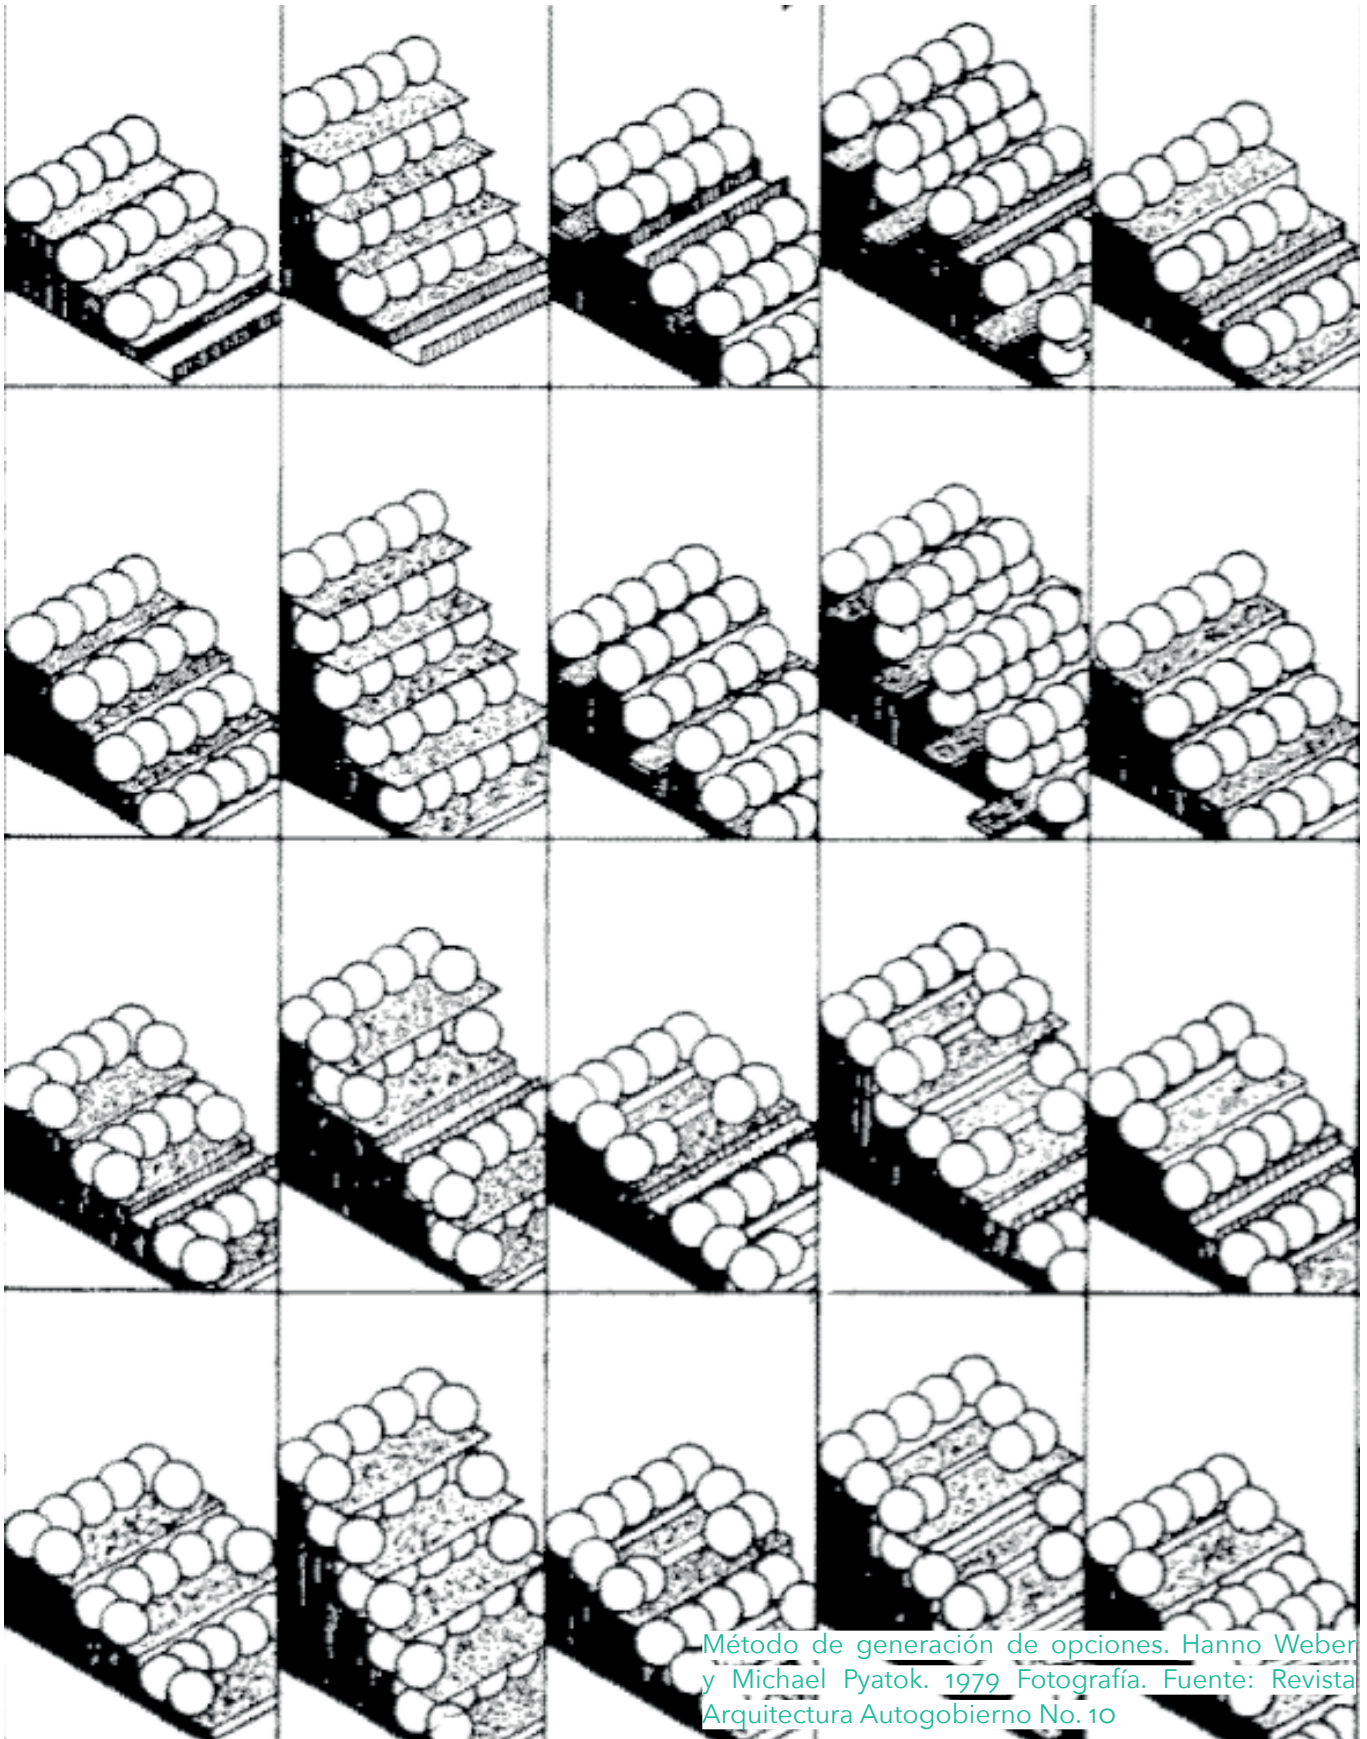 Método de generación de opciones. Hanno Weber
y Michael Pyatok. 1979 Fotografía. Fuente: Revista
Arquitectura Autogobierno No. 10